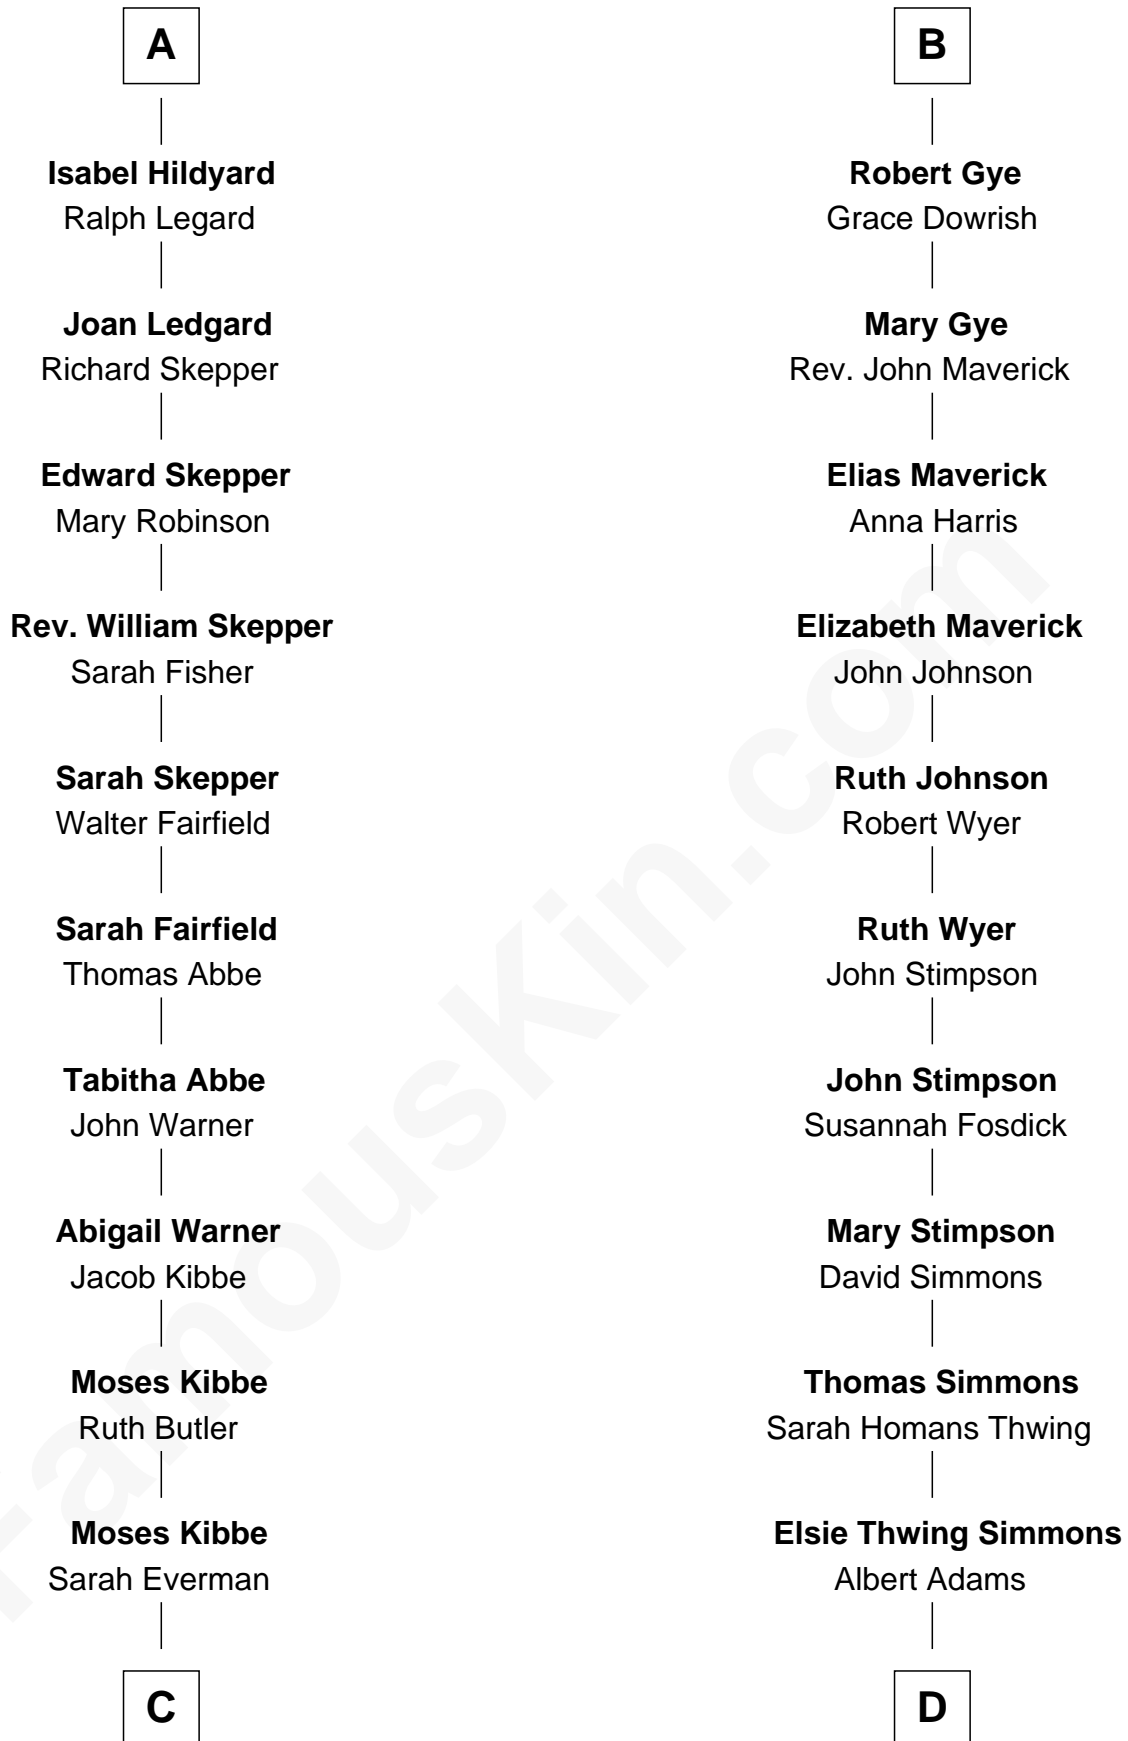 A
Isabel Hildyard
Ralph Legard
Joan Ledgard
Richard Skepper
Edward Skepper
Mary Robinson
Rev. William Skepper
Sarah Fisher
Sarah Skepper
Walter Fairfield
Sarah Fairfield
Thomas Abbe
Tabitha Abbe
John Warner
Abigail Warner
Jacob Kibbe
Moses Kibbe
Ruth Butler
Moses Kibbe
Sarah Everman
C
B
Robert Gye
Grace Dowrish
Mary Gye
Rev. John Maverick
Elias Maverick
Anna Harris
Elizabeth Maverick
John Johnson
Ruth Johnson
Robert Wyer
Ruth Wyer
John Stimpson
John Stimpson
Susannah Fosdick
Mary Stimpson
David Simmons
Thomas Simmons
Sarah Homans Thwing
Elsie Thwing Simmons
Albert Adams
D
FamousKin.com